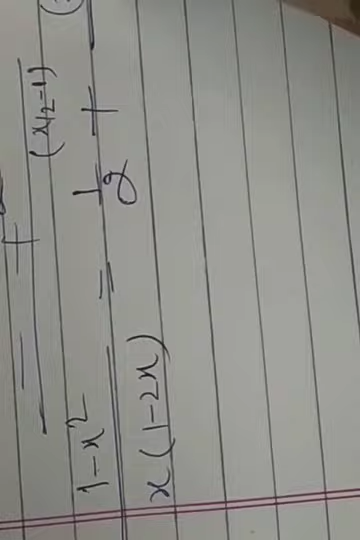 (x/2-1)
1-x² / x(1-2x) = 1/2 +